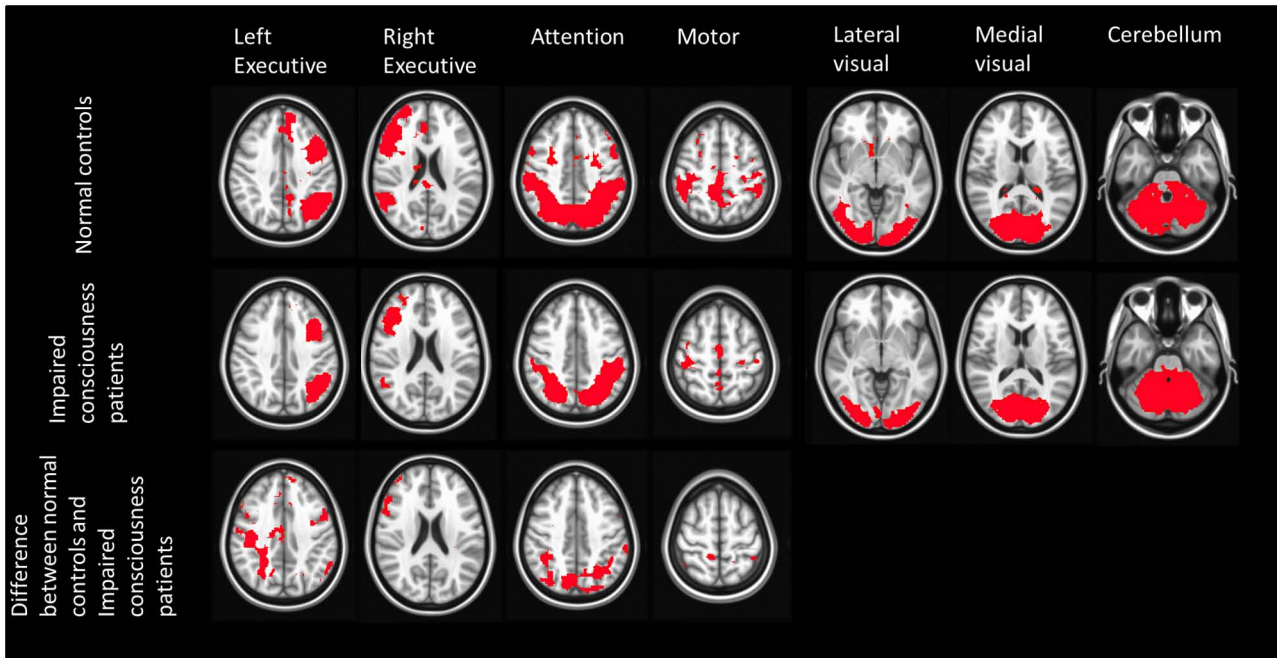 Left
Executive
Right
Executive
Attention
Motor
Lateral
visual
Medial
visual
Cerebellum
Normal controls
Impaired
consciousness
patients
Difference
between normal
controls and
Impaired
consciousness
patients